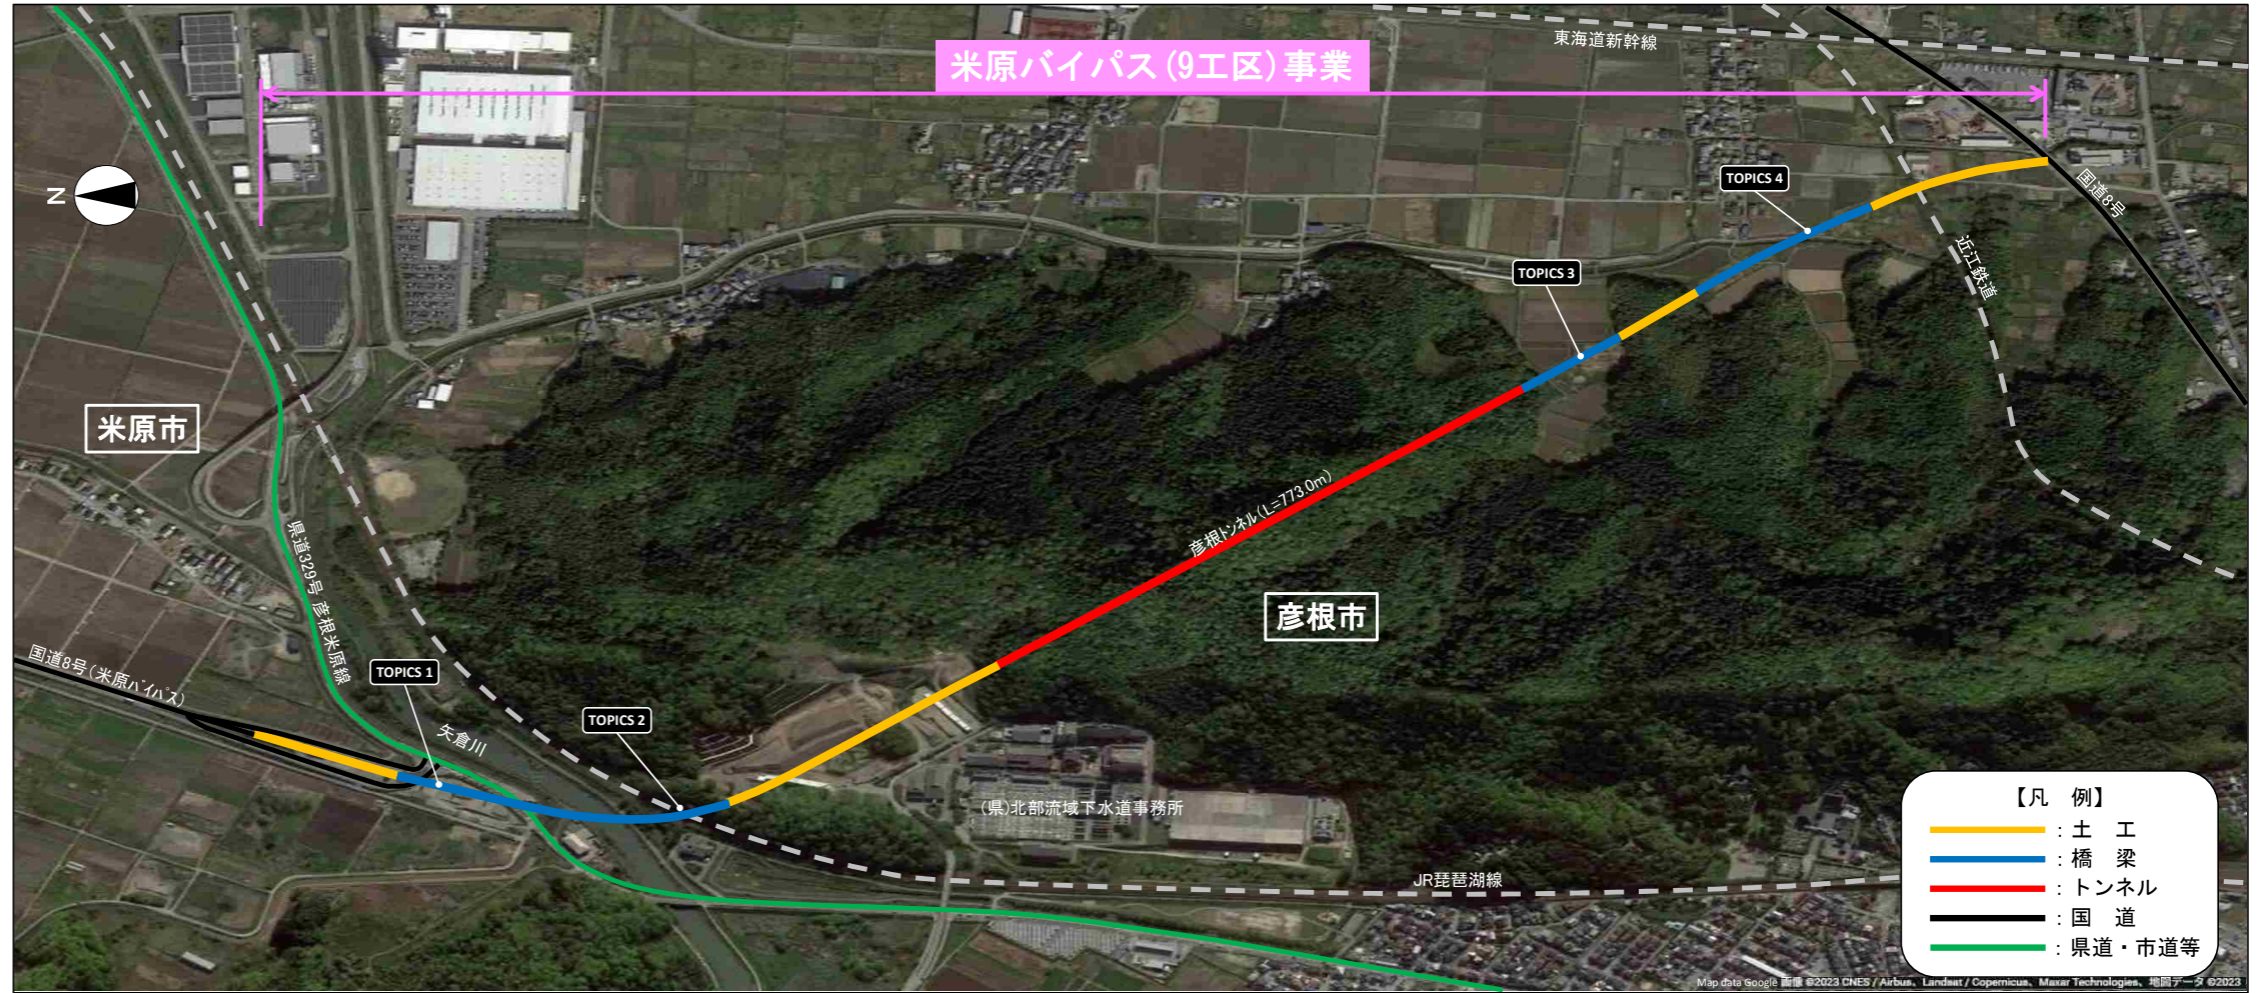 東海道新幹線
米原バイパス(9工区)事業
N
TOPICS 4
国道8号
近江鉄道
TOPICS 3
米原市
彦根トンネル(L=773.0m)
県道329号 彦根米原線
彦根市
国道8号(米原バイパス)
TOPICS 1
矢倉川
TOPICS 2
(県)北部流域下水道事務所
JR琵琶湖線
【凡 例】
:土 工
:橋 梁
:トンネル
:国 道
:県道・市道等
Map data Google 画像 ©2023 CNES / Airbus、Landsat / Copernicus、Maxar Technologies、地図データ ©2023